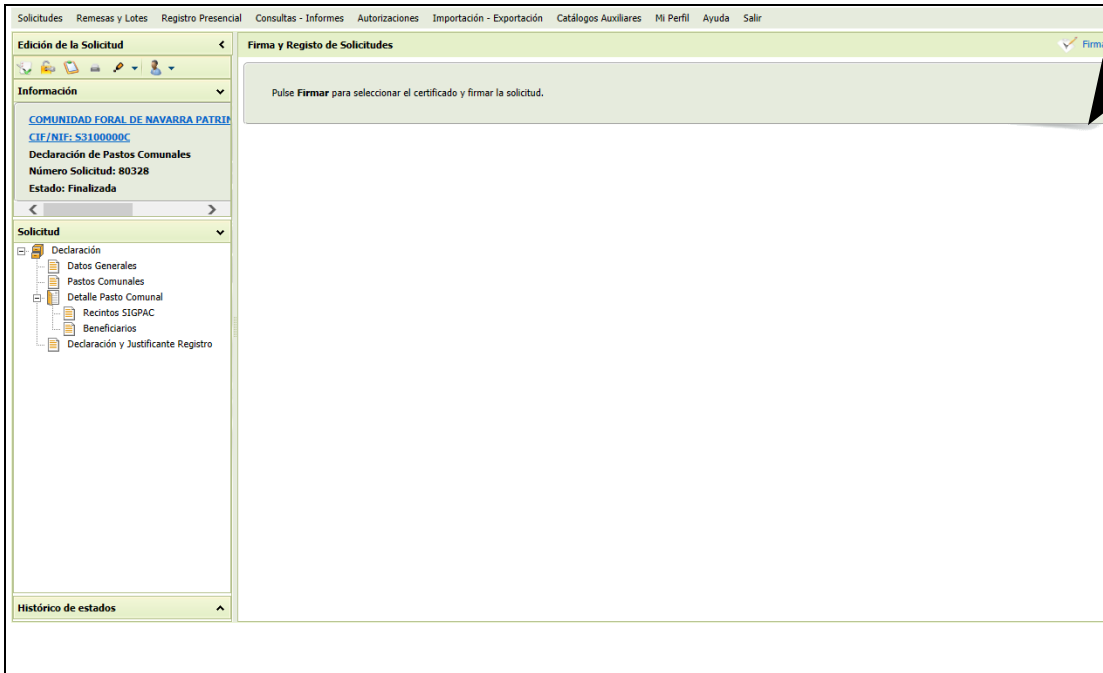 Solicitudes Remesas y Lotes Registro Presencial Consultas - Informes Autorizaciones Importación - Exportación Catálogos Auxiliares Mi Perfil Ayuda Salir
Edición de la Solicitud
Firma y Registo de Solicitudes
Firma
Información
Pulse Firmar para seleccionar el certificado y firmar la solicitud.
COMUNIDAD FORAL DE NAVARRA PATRIM
CIF/NIF: S3100000C
Declaración de Pastos Comunales
Número Solicitud: 80328
Estado: Finalizada
Solicitud
Declaración
Datos Generales
Pastos Comunales
Detalle Pasto Comunal
Recintos SIGPAC
Beneficiarios
Declaración y Justificante Registro
Histórico de estados